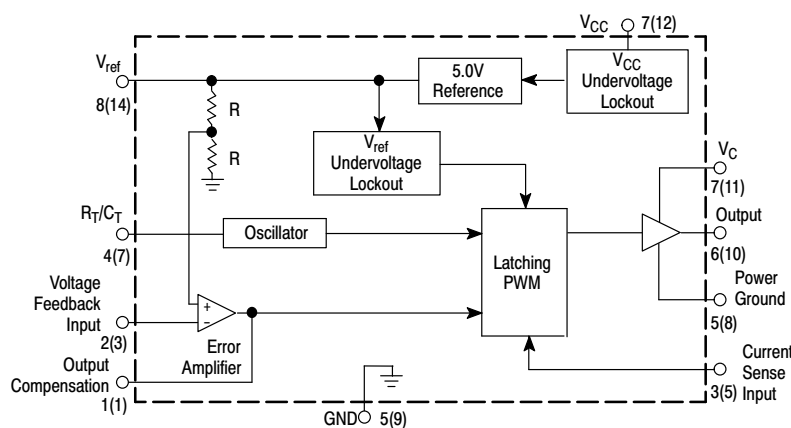 VCC 7(12)
Vref
8(14)
R
R
5.0V
Reference
VCC
Undervoltage
Lockout
Vref
Undervoltage
Lockout
VC
7(11)
RT/CT
4(7)
Oscillator
Latching
PWM
Output
6(10)
Voltage
Feedback
Input
2(3)
+
−
Error
Amplifier
Power
Ground
5(8)
Output
Compensation
1(1)
GND 5(9)
Current
Sense
Input
3(5)